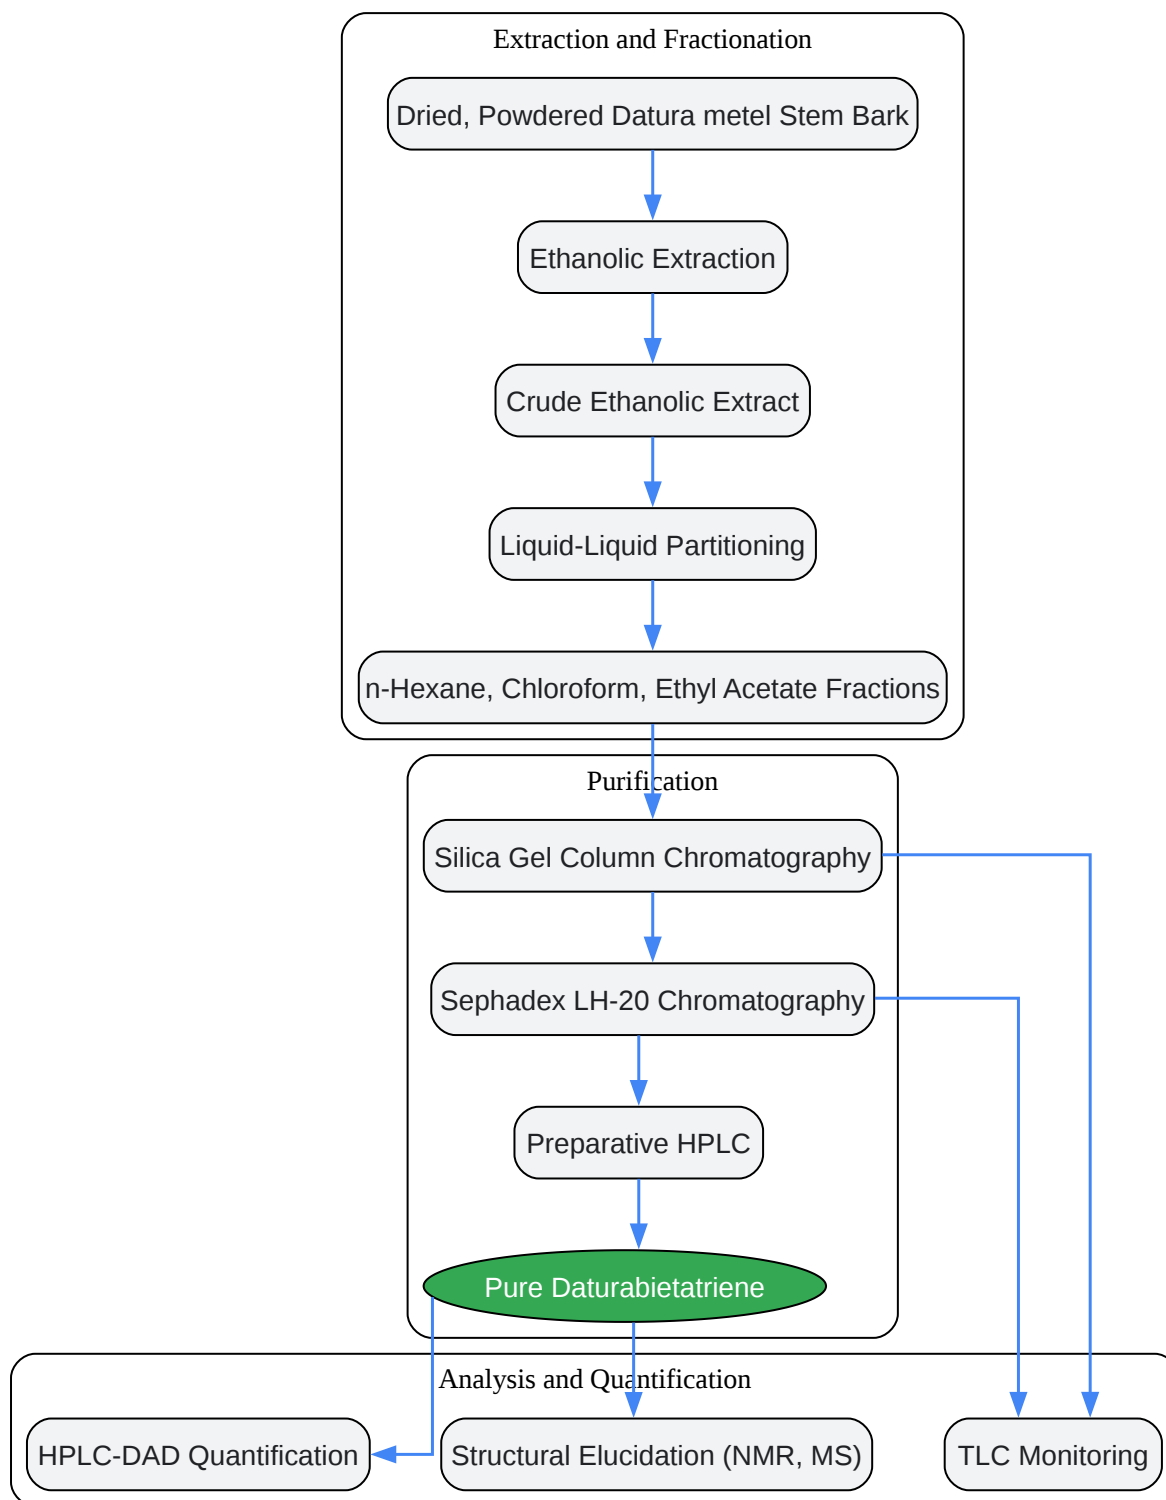 Extraction and Fractionation
Dried, Powdered Datura metel Stem Bark
Ethanolic Extraction
Crude Ethanolic Extract
Liquid-Liquid Partitioning
n-Hexane, Chloroform, Ethyl Acetate Fractions
Purification
Silica Gel Column Chromatography
Sephadex LH-20 Chromatography
Preparative HPLC
Pure Daturabietatriene
Analysis and Quantification
HPLC-DAD Quantification
Structural Elucidation (NMR, MS)
TLC Monitoring